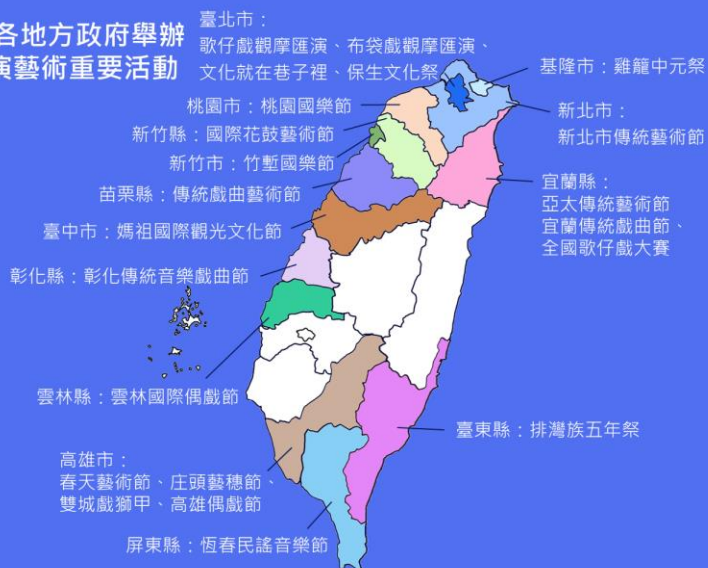 各地方政府舉辦
演藝術重要活動
臺北市：
歌仔戲觀摩匯演、布袋戲觀摩匯演、
文化就在巷子裡、保生文化祭
基隆市：雞籠中元祭
桃園市：桃園國樂節
新北市：
新北市傳統藝術節
新竹縣：國際花鼓藝術節
新竹市：竹塹國樂節
苗栗縣：傳統戲曲藝術節
宜蘭縣：
亞太傳統藝術節
宜蘭傳統戲曲節、
全國歌仔戲大賽
臺中市：媽祖國際觀光文化節
彰化縣：彰化傳統音樂戲曲節
雲林縣：雲林國際偶戲節
臺東縣：排灣族五年祭
高雄市：
春天藝術節、庄頭藝穗節、
雙城戲獅甲、高雄偶戲節
屏東縣：恆春民謠音樂節